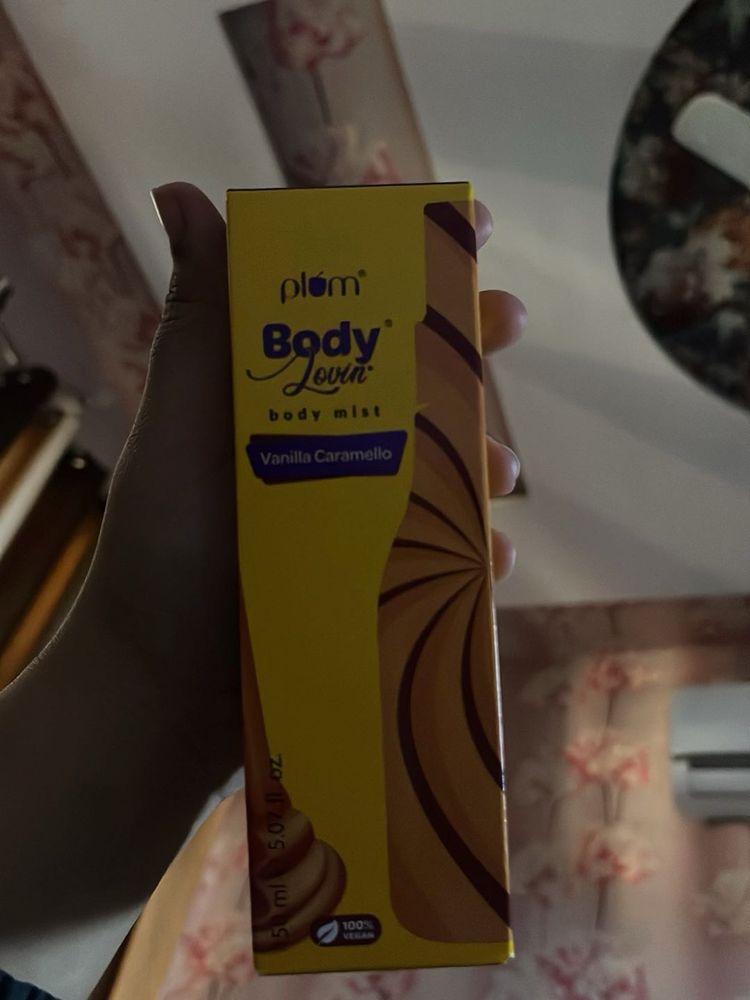 plum®
Body®
Lovin'
body mist
Vanilla Caramello
5.07 fl. oz.
100%
VEGAN